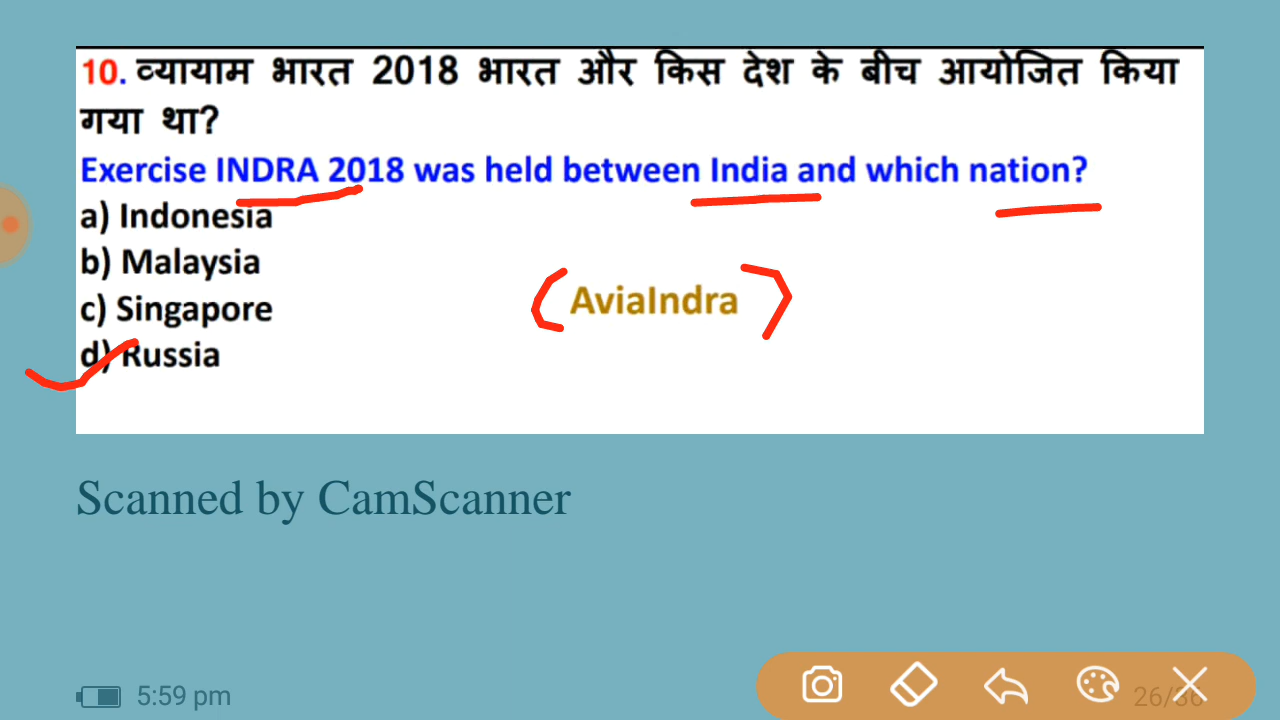 10. व्यायाम भारत 2018 भारत और किस देश के बीच आयोजित किया
गया था?
Exercise INDRA 2018 was held between India and which nation?
a) Indonesia
b) Malaysia
c) Singapore
d) Russia
AviaIndra
Scanned by CamScanner
5:59 pm
26/36